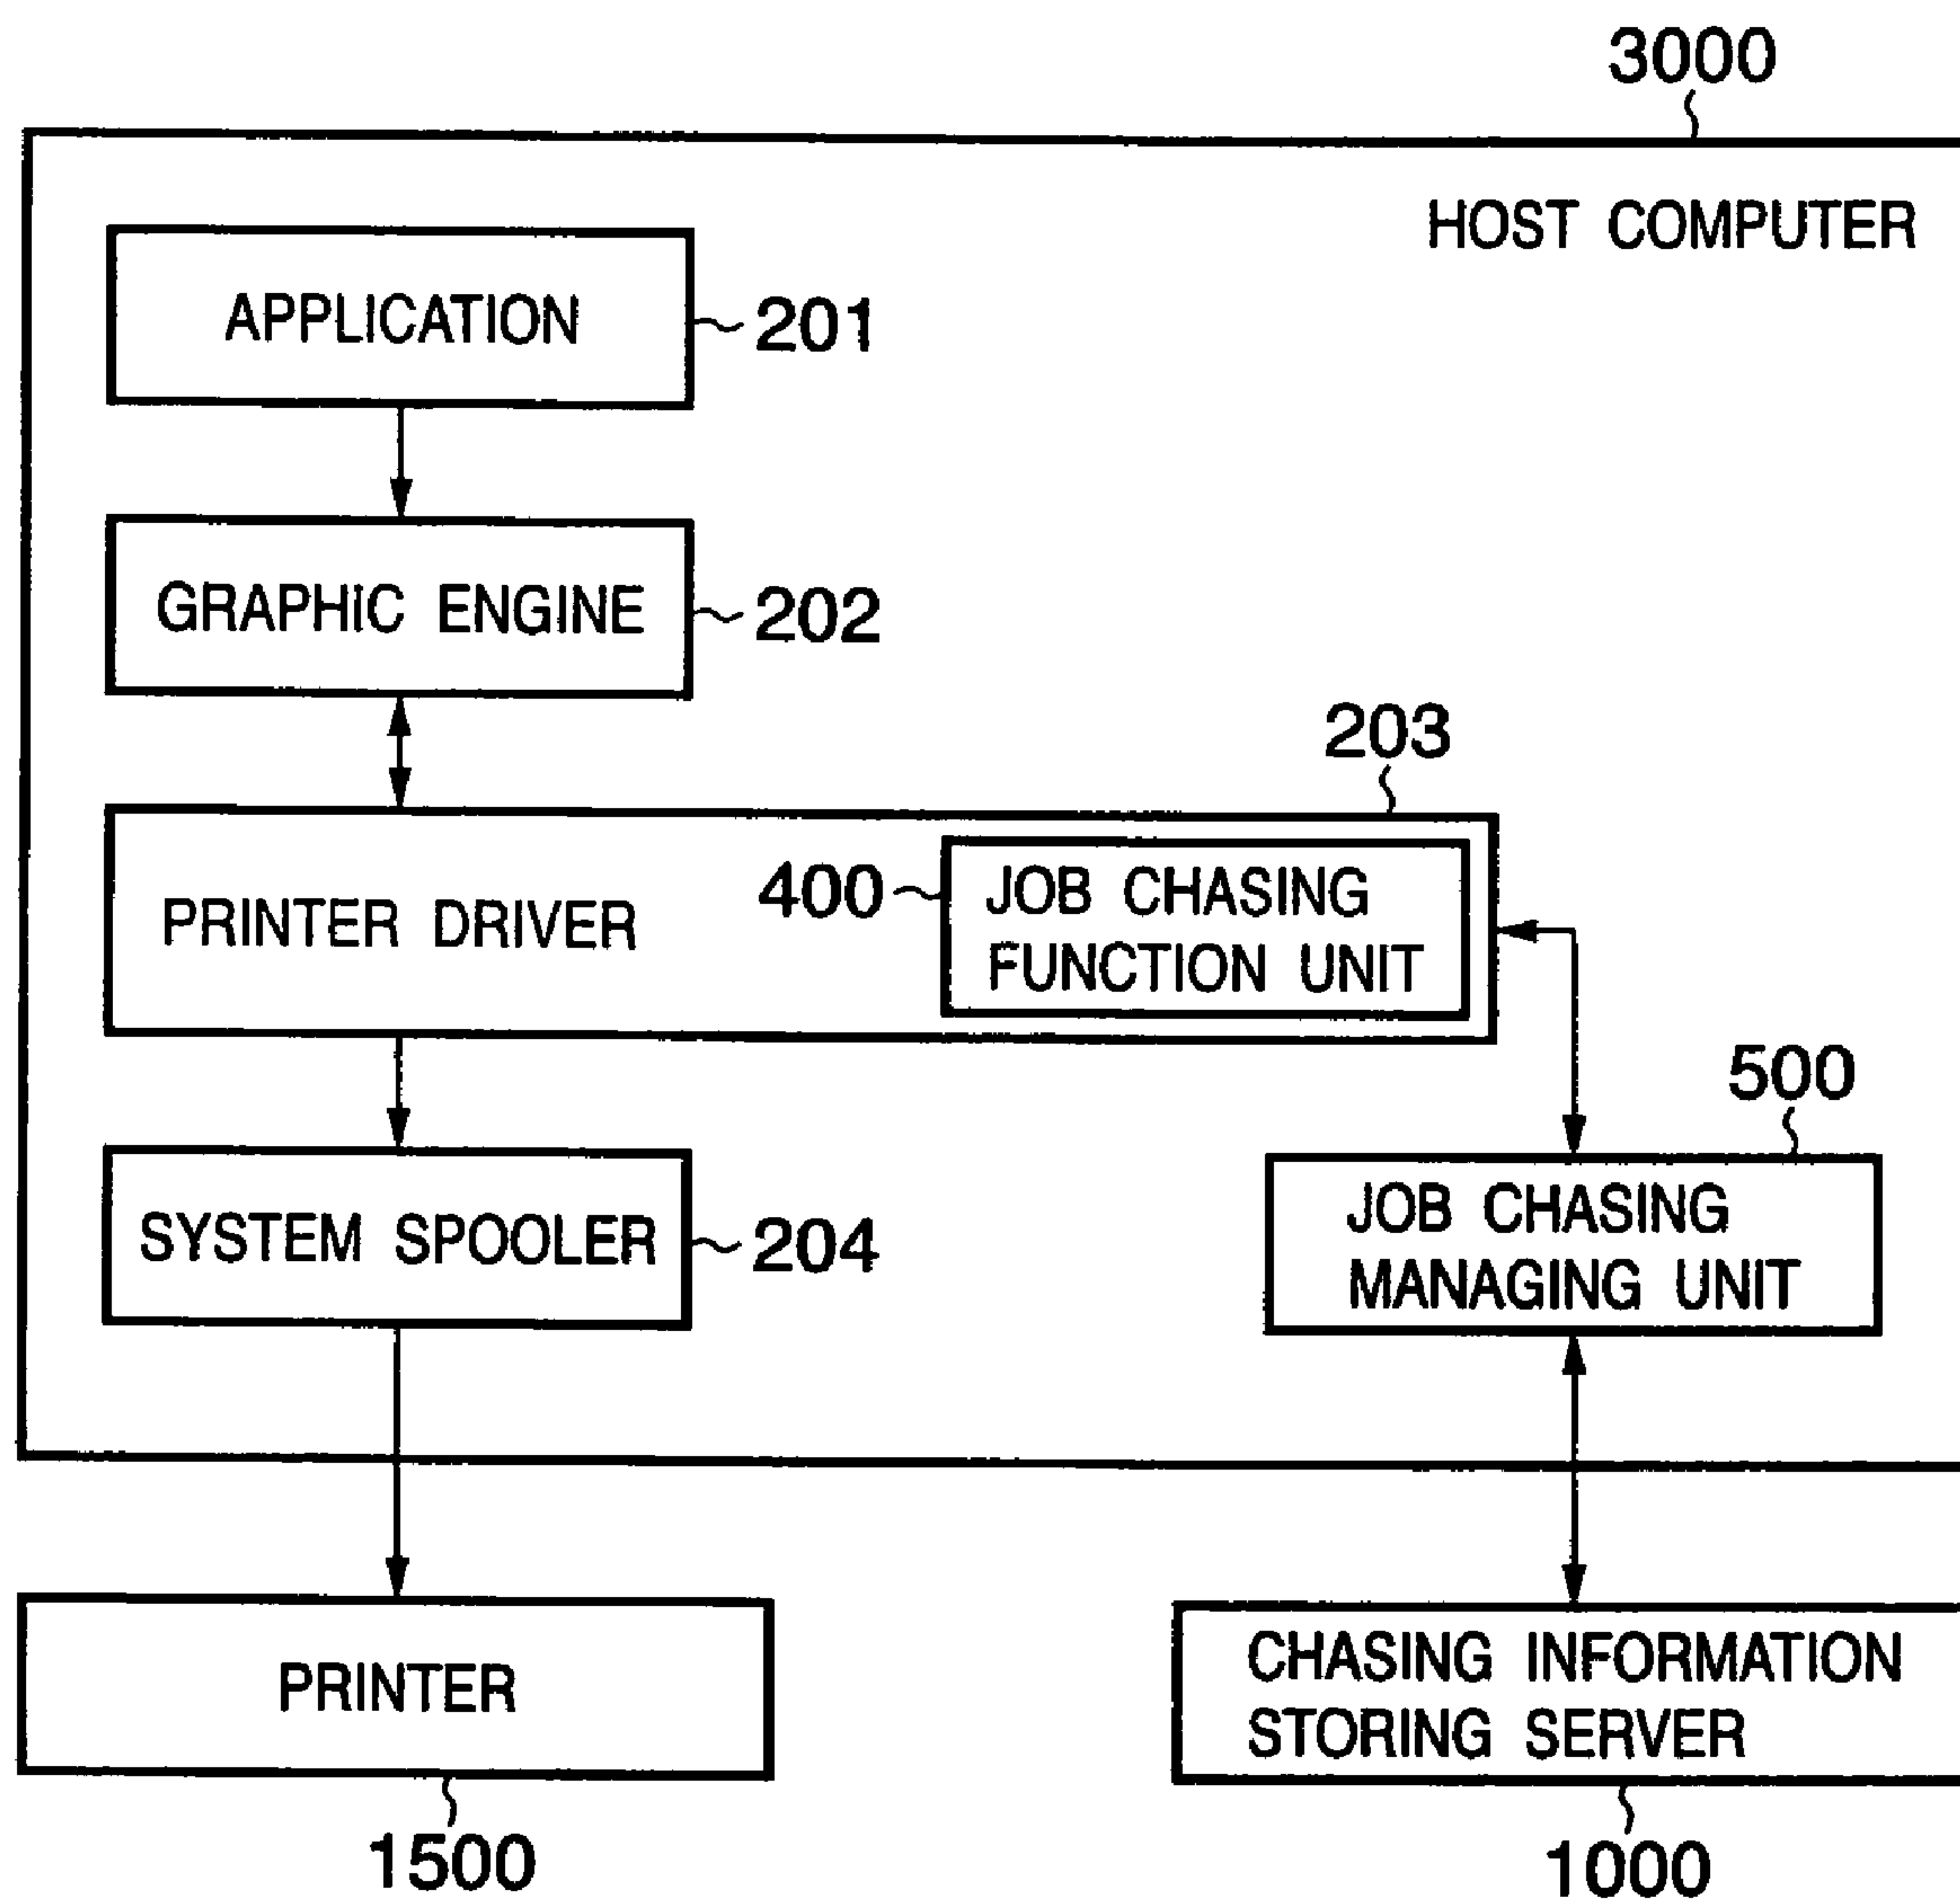 3000
HOST COMPUTER
APPLICATION
201
GRAPHIC ENGINE
202
203
PRINTER DRIVER
400
JOB CHASING
FUNCTION UNIT
500
SYSTEM SPOOLER
204
JOB CHASING
MANAGING UNIT
PRINTER
CHASING INFORMATION
STORING SERVER
1500
1000